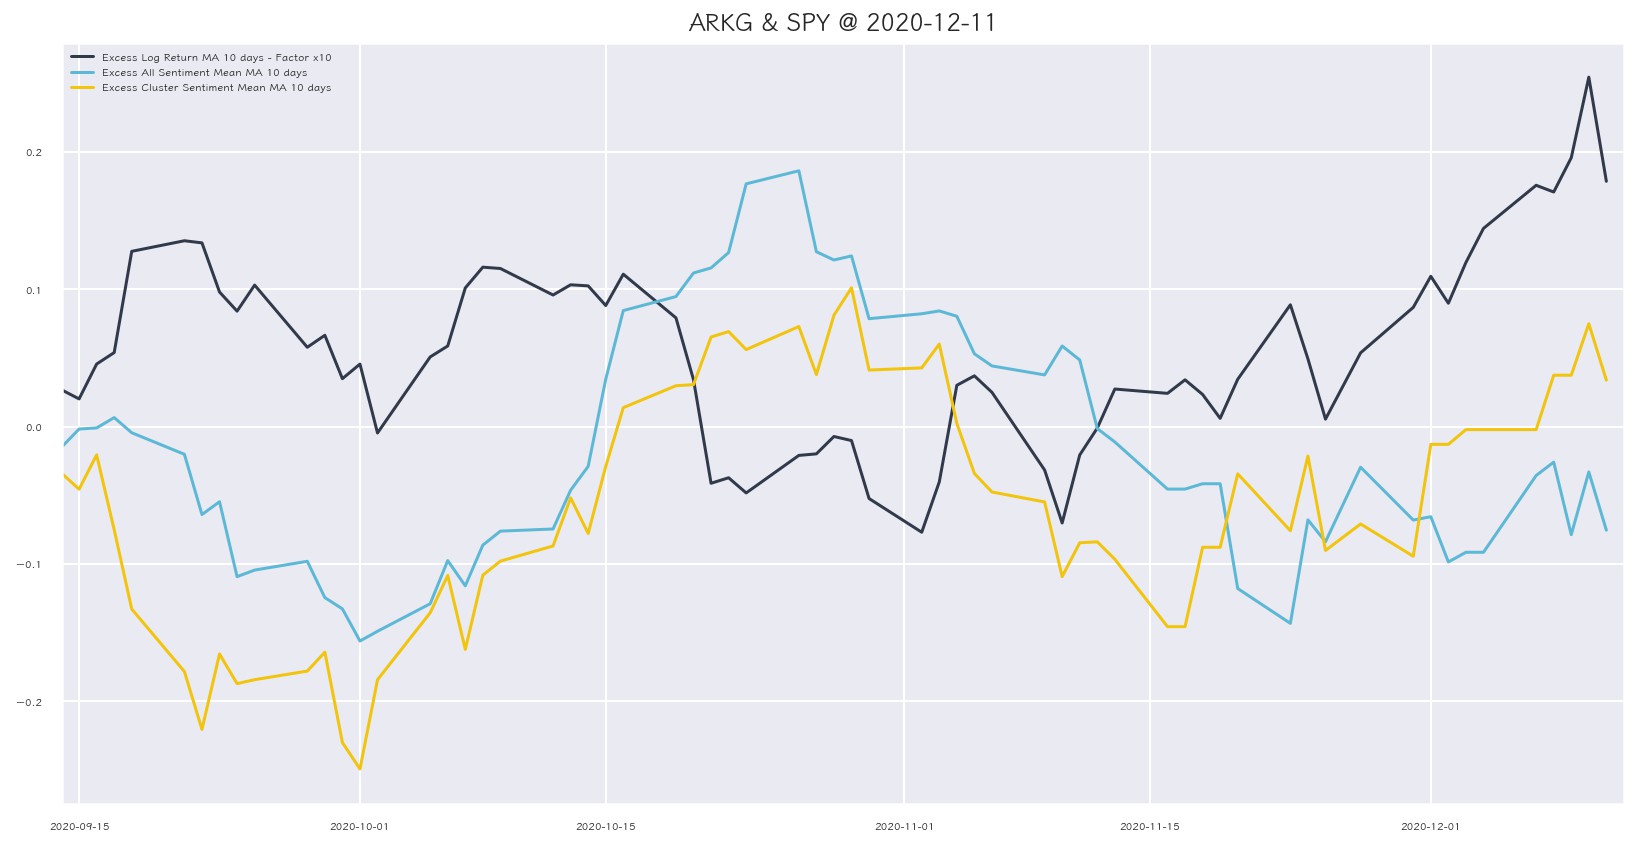 ARKG & SPY @ 2020-12-11
Excess Log Return MA 10 days - Factor x10
Excess All Sentiment Mean MA 10 days
Excess Cluster Sentiment Mean MA 10 days
0.2
0.1
0.0
−0.1
−0.2
2020-09-15 2020-10-01 2020-10-15 2020-11-01 2020-11-15 2020-12-01